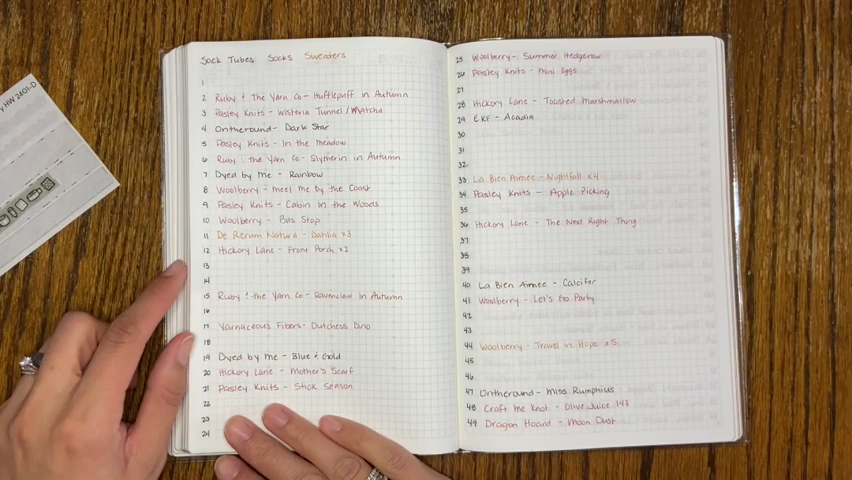 y HW 2401-D
Sock Tubes Socks Sweaters
1
2 Ruby & The Yarn Co - Hufflepuff in Autumn
3 Paisley Knits - Wisteria Tunnel / Matcha
4 Ontheround - Dark Star
5 Paisley Knits - In the Meadow
6 Ruby & the Yarn Co - Slytherin in Autumn
7 Dyed by Me - Rainbow
8 Woolberry - Meet Me by the Coast
9 Paisley Knits - Cabin In the Woods
10 Woolberry - Bus Stop
11 De Rerum Natura - Dahlia x3
12 Hickory Lane - Front Porch x2
13
14
15 Ruby & the Yarn Co - Ravenclaw in Autumn
16
17 Yarnaceous Fibers - Dutchess Dino
18
19 Dyed by Me - Blue & Gold
20 Hickory Lane - Mother's Scarf
21 Paisley Knits - Stick Season
22
23
24
25 Woolberry - Summer Hedgerow
26 Paisley Knits - Mini Eggs
27
28 Hickory Lane - Toasted Marshmallow
29 EKF - Acadia
30
31
32
33 La Bien Aimee - Nightfall x4
34 Paisley Knits - Apple Picking
35
36 Hickory Lane - The Next Right Thing
37
38
39
40 La Bien Aimee - Calcifer
41 Woolberry - Let's Go Party
42
43
44 Woolberry - Travel in Hope x5
45
46
47 Ontheround - Miss Rumphius
48 Craft Me Knot - Olive Juice 143
49 Dragon Hoard - Moon Dust